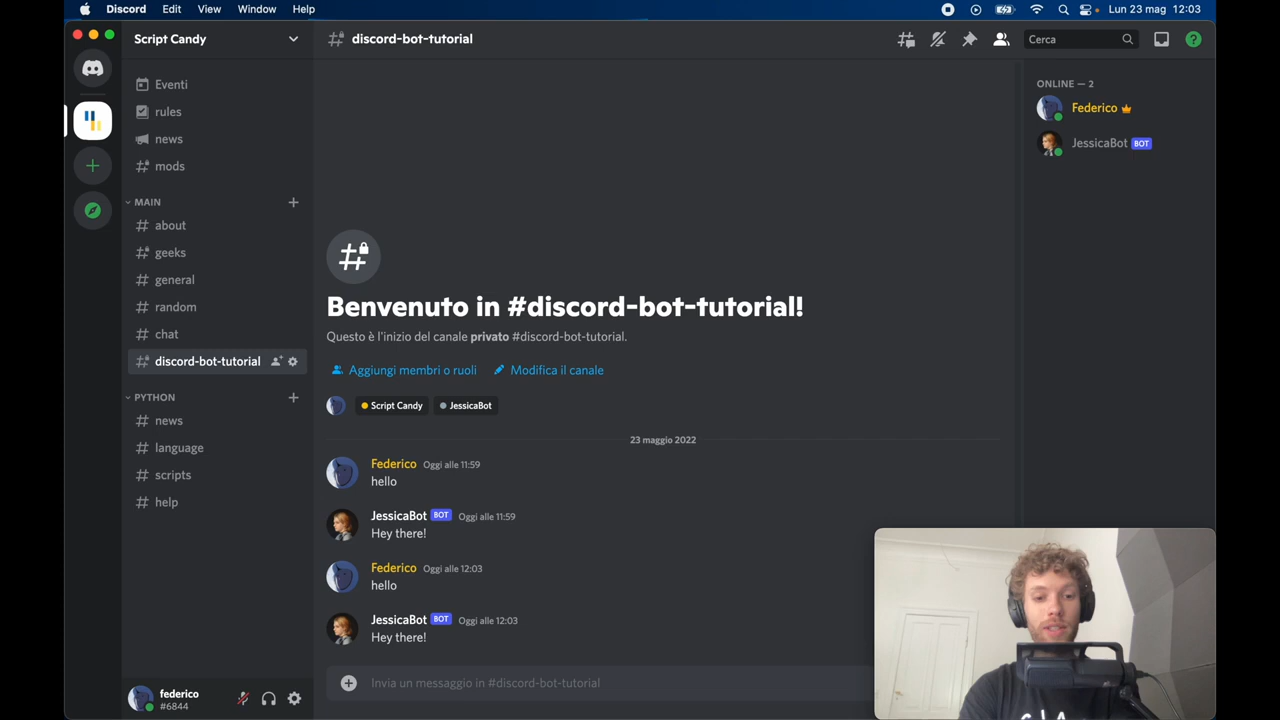 Discord Edit View Window Help Lun 23 mag 12:03
Script Candy
discord-bot-tutorial
Cerca
Eventi
rules
news
mods
MAIN
about
geeks
general
random
chat
discord-bot-tutorial
PYTHON
news
language
scripts
help
federico
#6844
Benvenuto in #discord-bot-tutorial!
Questo è l'inizio del canale privato #discord-bot-tutorial.
Aggiungi membri o ruoli Modifica il canale
Script Candy JessicaBot
23 maggio 2022
Federico Oggi alle 11:59
hello
JessicaBot BOT Oggi alle 11:59
Hey there!
Federico Oggi alle 12:03
hello
JessicaBot BOT Oggi alle 12:03
Hey there!
Invia un messaggio in #discord-bot-tutorial
ONLINE — 2
Federico
JessicaBot BOT